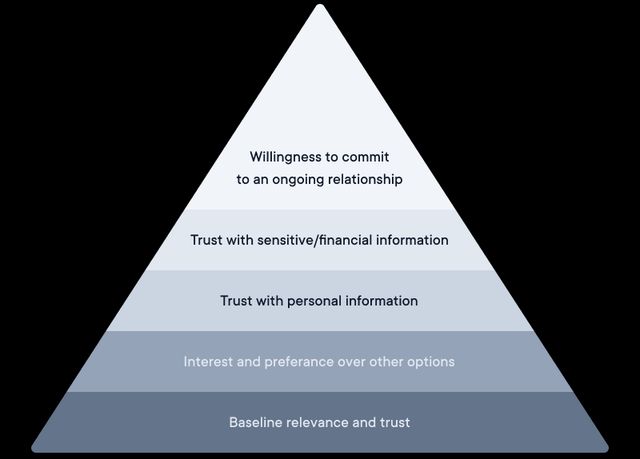 Willingness to commit
to an ongoing relationship
Trust with sensitive/financial information
Trust with personal information
Interest and preferance over other options
Baseline relevance and trust